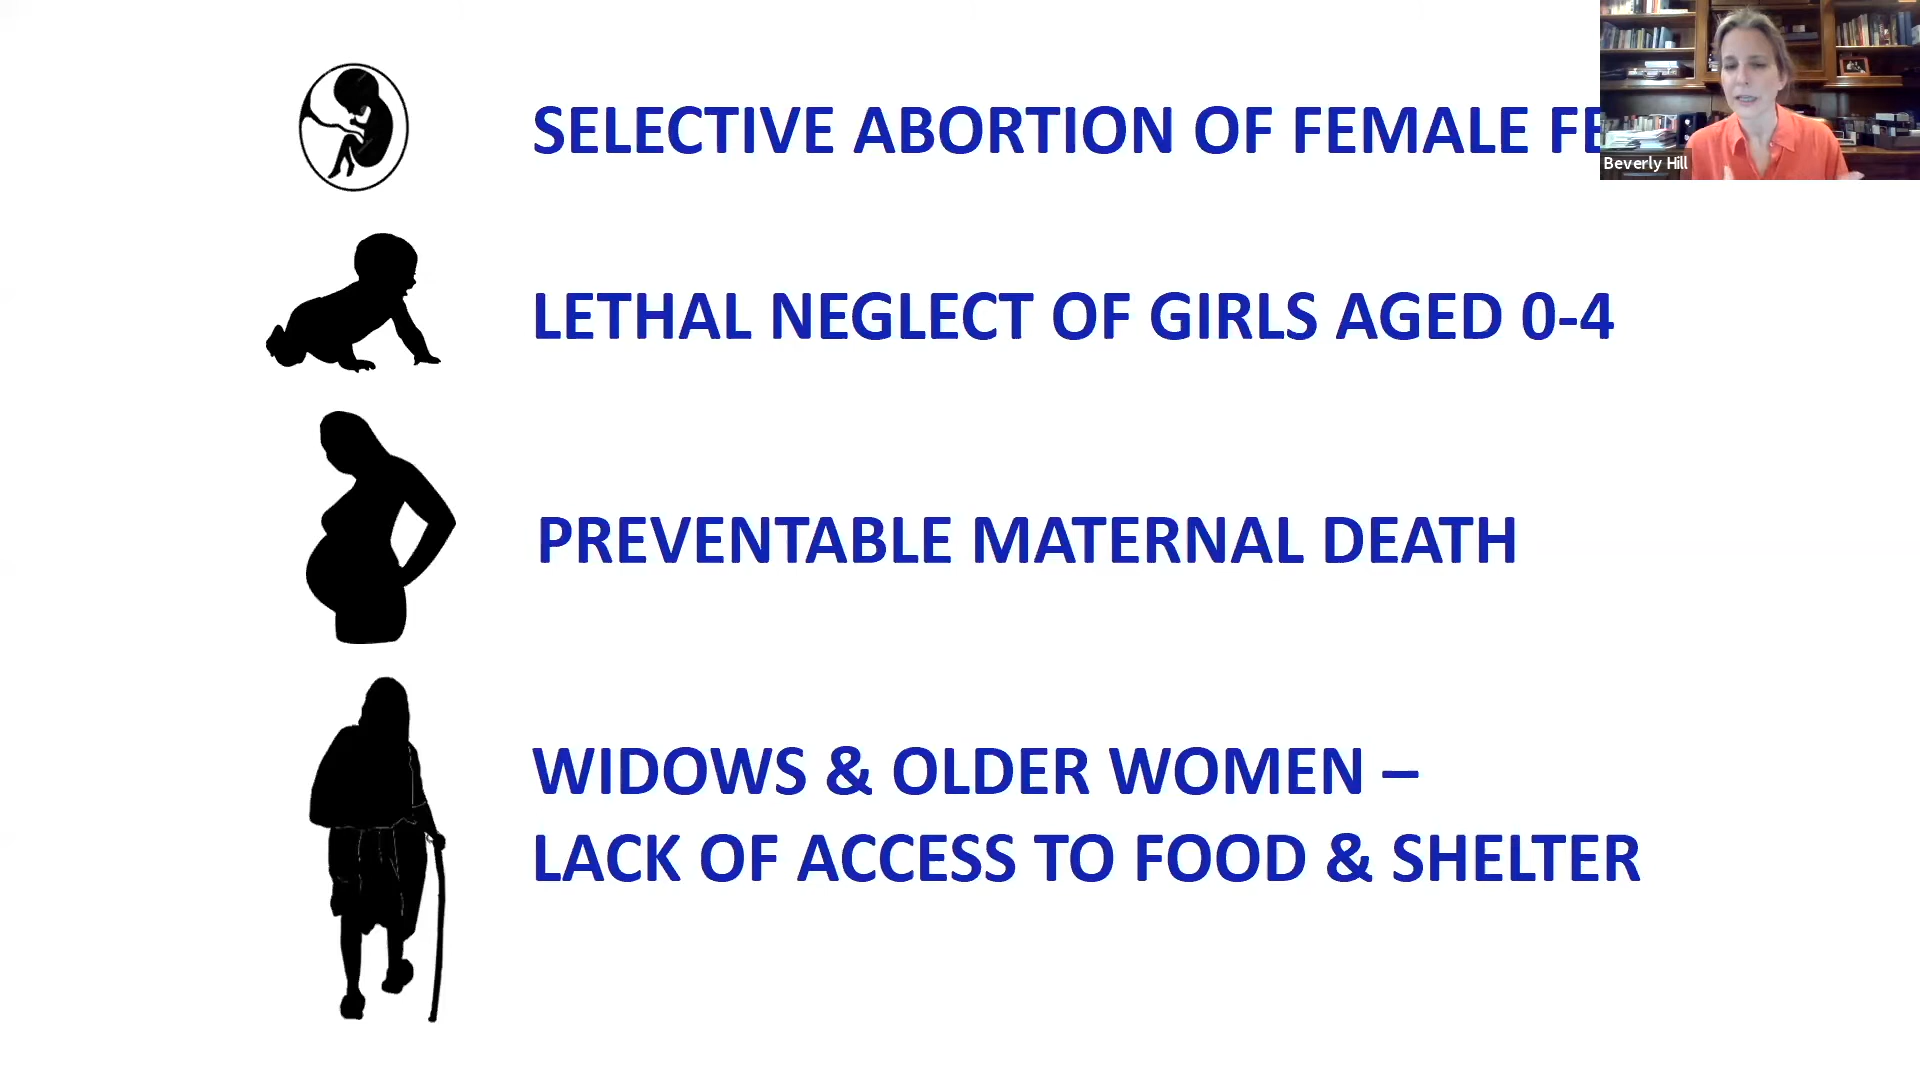 SELECTIVE ABORTION OF FEMALE
Beverly Hill
LETHAL NEGLECT OF GIRLS AGED 0-4
PREVENTABLE MATERNAL DEATH
WIDOWS & OLDER WOMEN –
LACK OF ACCESS TO FOOD & SHELTER